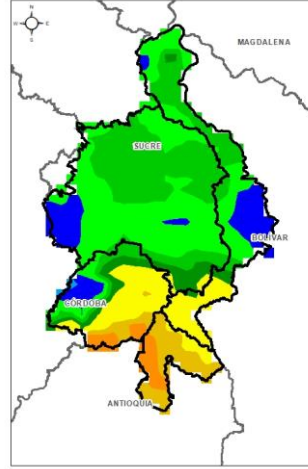 N
W E
S
MAGDALENA
SUCRE
BOLIVAR
CORDOBA
ANTIOQUIA